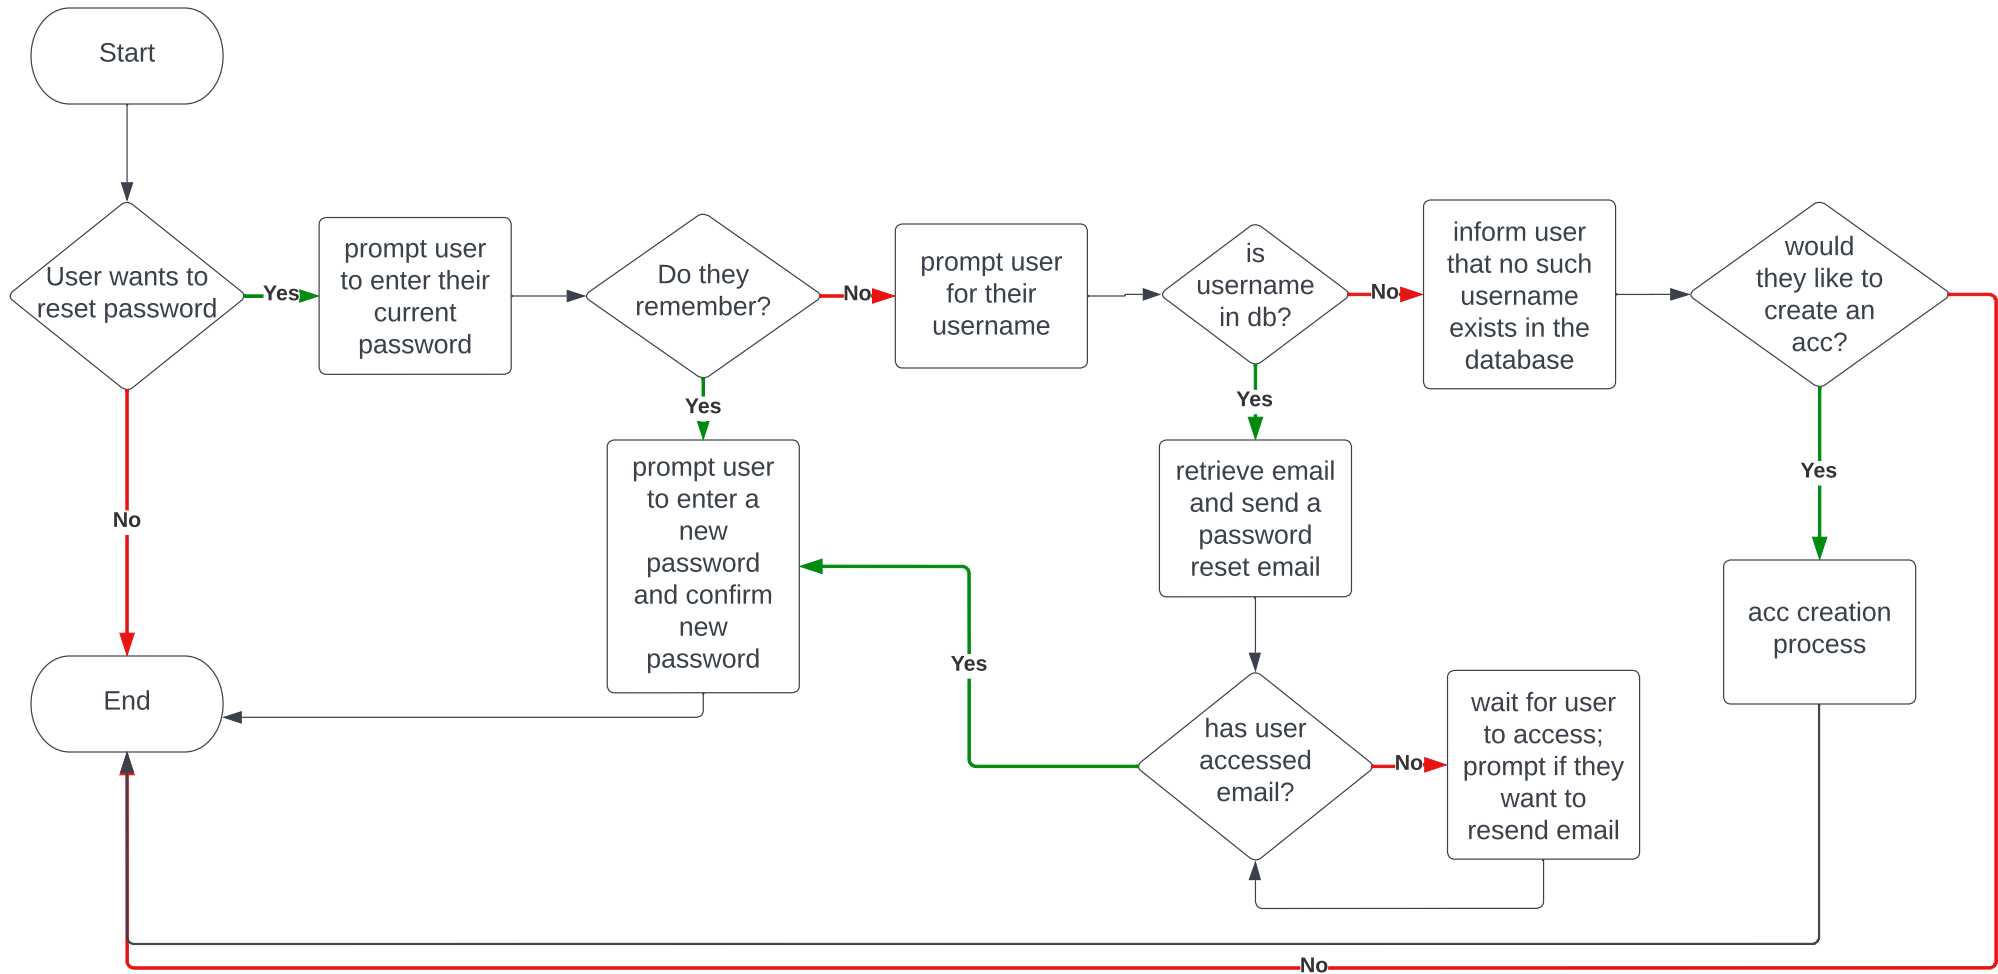 Start
User wants to
reset password
Yes
prompt user
to enter their
current
password
Do they
remember?
No
prompt user
for their
username
is
username
in db?
No
inform user
that no such
username
exists in the
database
would
they like to
create an
acc?
Yes
Yes
Yes
No
prompt user
to enter a
new
password
and confirm
new
password
retrieve email
and send a
password
reset email
acc creation
process
Yes
End
has user
accessed
email?
No
wait for user
to access;
prompt if they
want to
resend email
No